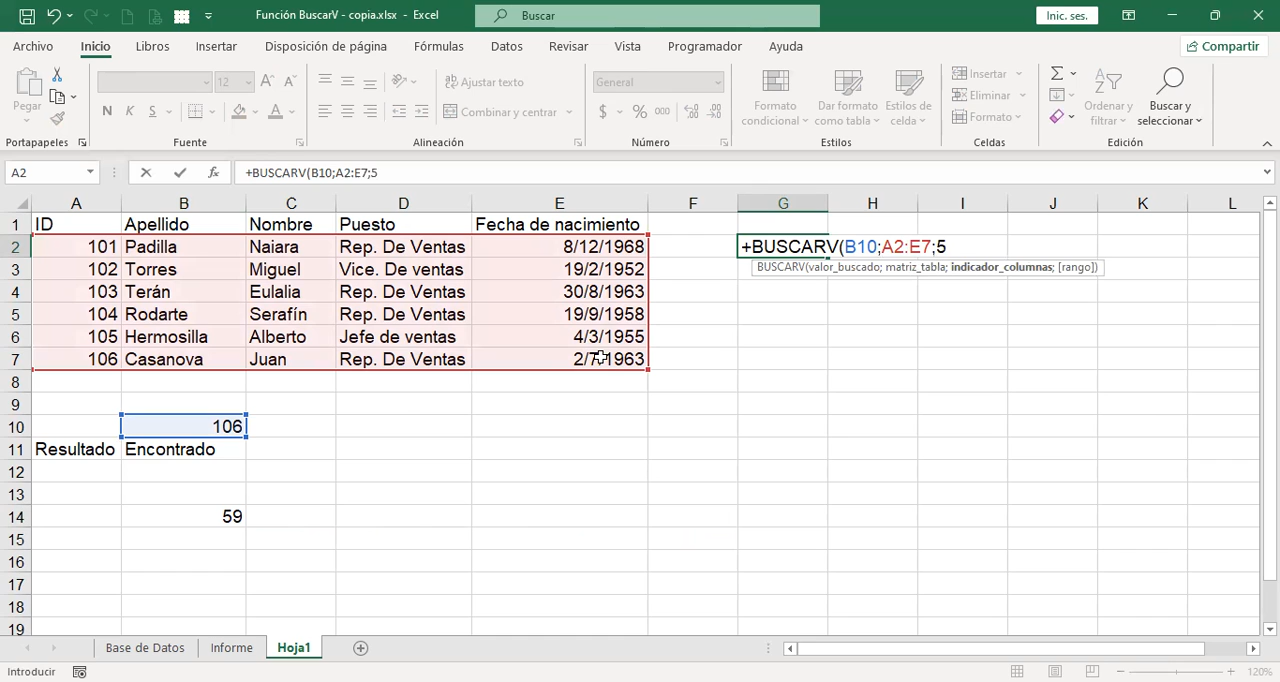 Función BuscarV - copia.xlsx - Excel
Buscar
Inic. ses.
Archivo Inicio Libros Insertar Disposición de página Fórmulas Datos Revisar Vista Programador Ayuda
Compartir
Pegar
12
N K S
A A
Ajustar texto
Combinar y centrar
General
$ % 000
Formato condicional
Dar formato como tabla
Estilos de celda
Insertar
Eliminar
Formato
Ordenar y filtrar
Buscar y seleccionar
Portapapeles Fuente Alineación Número Estilos Celdas Edición
A2 fx +BUSCARV(B10;A2:E7;5
A B C D E F G H I J K L
1 ID Apellido Nombre Puesto Fecha de nacimiento
2 101 Padilla Naiara Rep. De Ventas 8/12/1968 +BUSCARV(B10;A2:E7;5
BUSCARV(valor_buscado; matriz_tabla; indicador_columnas; [rango])
3 102 Torres Miguel Vice. De ventas 19/2/1952
4 103 Terán Eulalia Rep. De Ventas 30/8/1963
5 104 Rodarte Serafín Rep. De Ventas 19/9/1958
6 105 Hermosilla Alberto Jefe de ventas 4/3/1955
7 106 Casanova Juan Rep. De Ventas 2/7/1963
8
9
10 106
11 Resultado Encontrado
12
13
14 59
15
16
17
18
19
Base de Datos Informe Hoja1
Introducir 120%